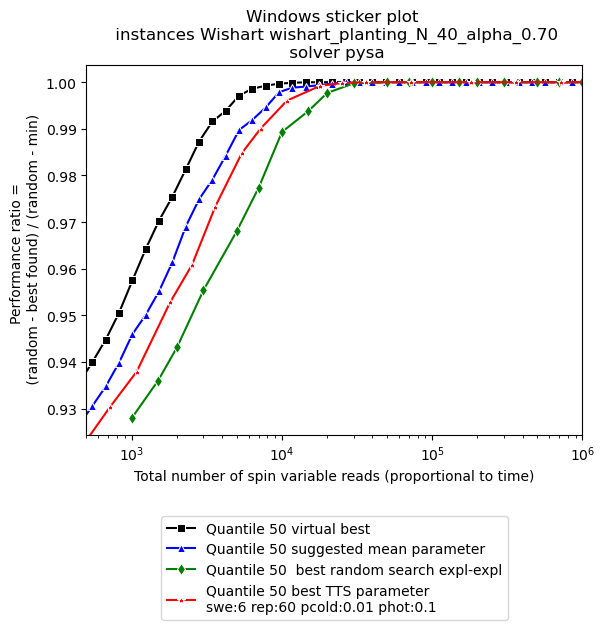 Windows sticker plot
instances Wishart wishart_planting_N_40_alpha_0.70
solver pysa
Performance ratio =
(random - best found) / (random - min)
1.00
0.99
0.98
0.97
0.96
0.95
0.94
0.93
10³ 10⁴ 10⁵ 10⁶
Total number of spin variable reads (proportional to time)
Quantile 50 virtual best
Quantile 50 suggested mean parameter
Quantile 50  best random search expl-expl
Quantile 50 best TTS parameter
swe:6 rep:60 pcold:0.01 phot:0.1